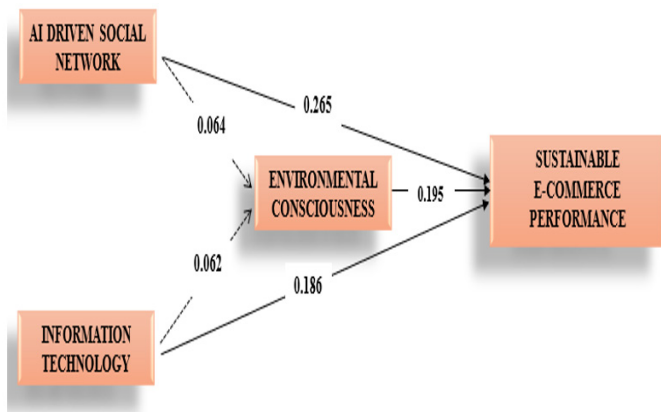 AI DRIVEN SOCIAL
NETWORK
0.265
0.064
ENVIRONMENTAL
CONSCIOUSNESS
0.195
SUSTAINABLE
E-COMMERCE
PERFORMANCE
0.062
0.186
INFORMATION
TECHNOLOGY